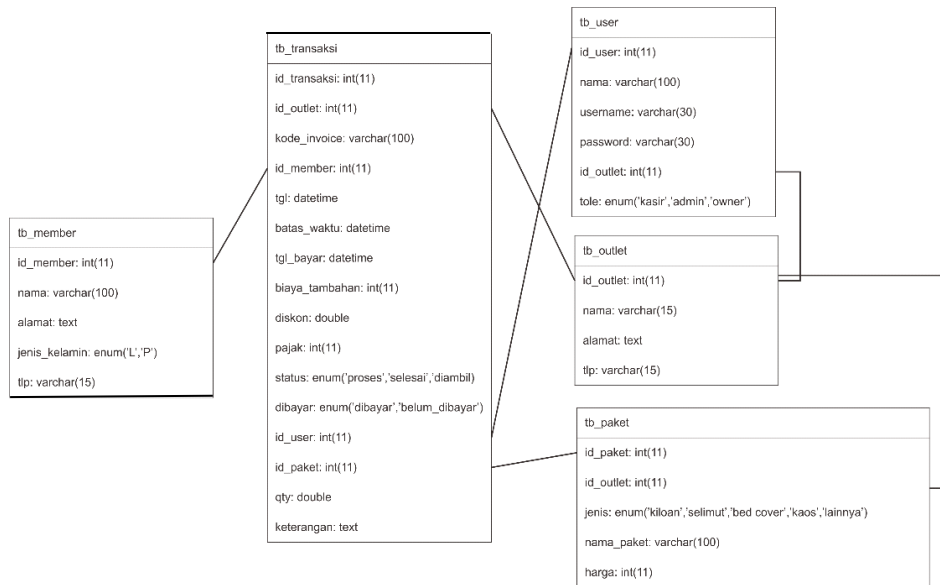 tb_member
id_member: int(11)
nama: varchar(100)
alamat: text
jenis_kelamin: enum('L','P')
tlp: varchar(15)
tb_transaksi
id_transaksi: int(11)
id_outlet: int(11)
kode_invoice: varchar(100)
id_member: int(11)
tgl: datetime
batas_waktu: datetime
tgl_bayar: datetime
biaya_tambahan: int(11)
diskon: double
pajak: int(11)
status: enum('proses','selesai','diambil)
dibayar: enum('dibayar','belum_dibayar')
id_user: int(11)
id_paket: int(11)
qty: double
keterangan: text
tb_user
id_user: int(11)
nama: varchar(100)
username: varchar(30)
password: varchar(30)
id_outlet: int(11)
tole: enum('kasir','admin','owner')
tb_outlet
id_outlet: int(11)
nama: varchar(15)
alamat: text
tlp: varchar(15)
tb_paket
id_paket: int(11)
id_outlet: int(11)
jenis: enum('kiloan','selimut','bed cover','kaos','lainnya')
nama_paket: varchar(100)
harga: int(11)